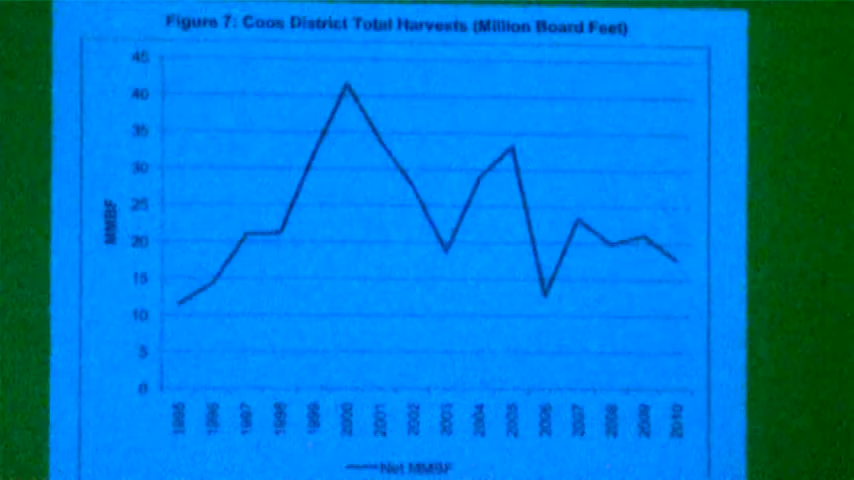 Figure 7: Coos District Total Harvests (Million Board Feet)
45
40
35
30
25
20
15
10
5
0
MMBF
1995 1996 1997 1998 1999 2000 2001 2002 2003 2004 2005 2006 2007 2008 2009 2010
Net MMBF